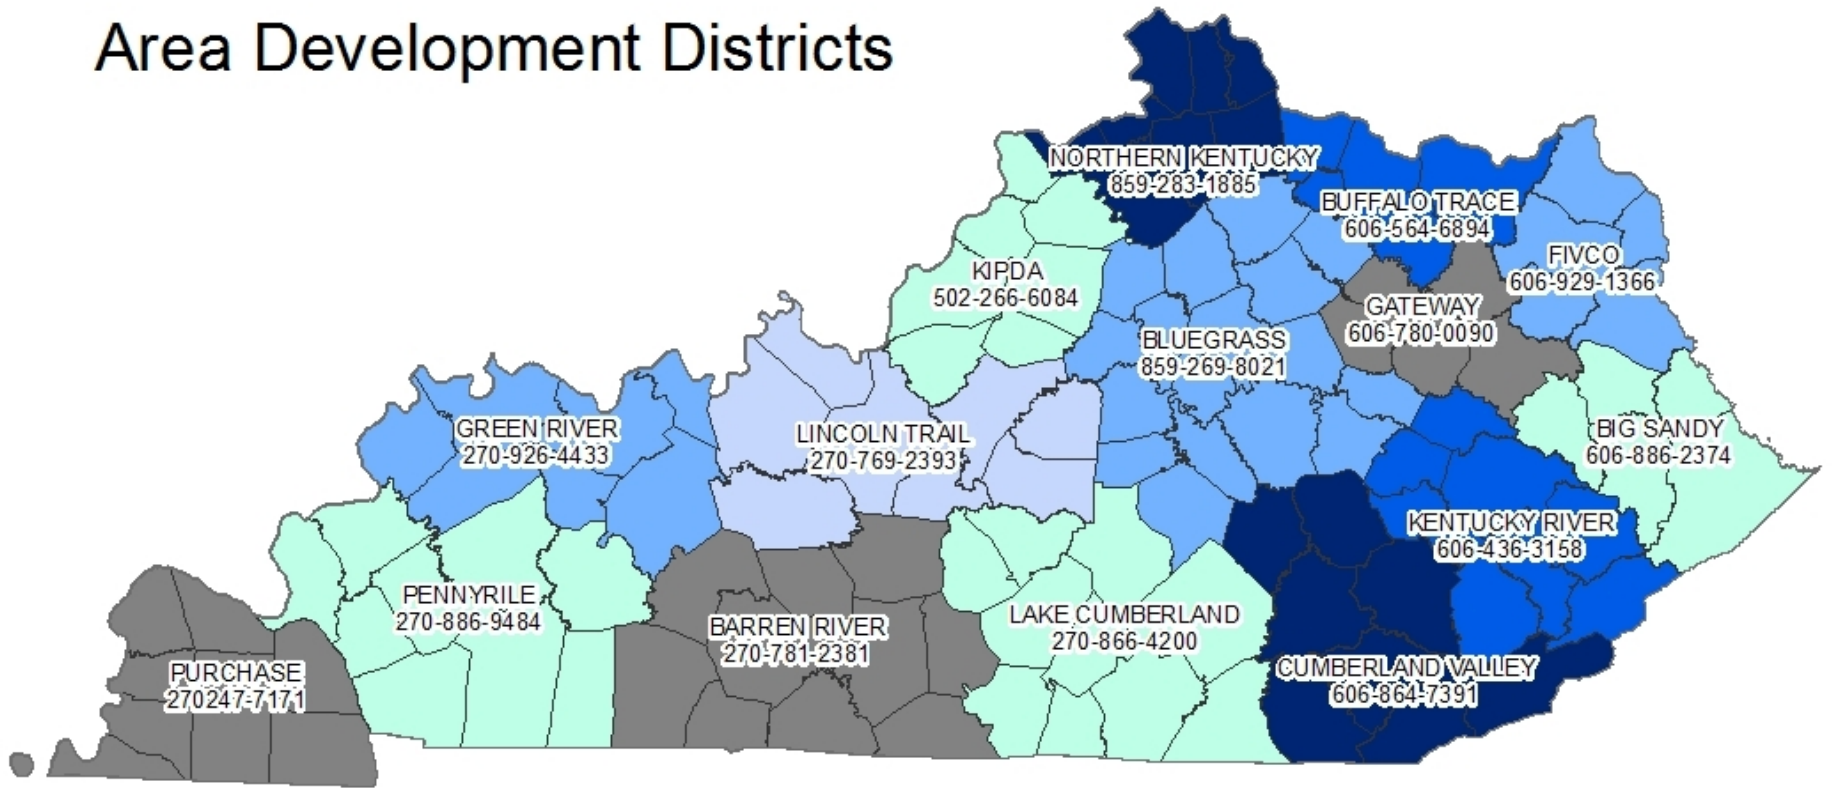 Area Development Districts
NORTHERN KENTUCKY
859-283-1885
BUFFALO TRACE
606-564-6894
FIVCO
606-929-1366
KIPDA
502-266-6084
GATEWAY
606-780-0090
BLUEGRASS
859-269-8021
GREEN RIVER
270-926-4433
LINCOLN TRAIL
270-769-2393
BIG SANDY
606-886-2374
KENTUCKY RIVER
606-436-3158
PENNYRILE
270-886-9484
BARREN RIVER
270-781-2381
LAKE CUMBERLAND
270-866-4200
PURCHASE
270247-7171
CUMBERLAND VALLEY
606-864-7391